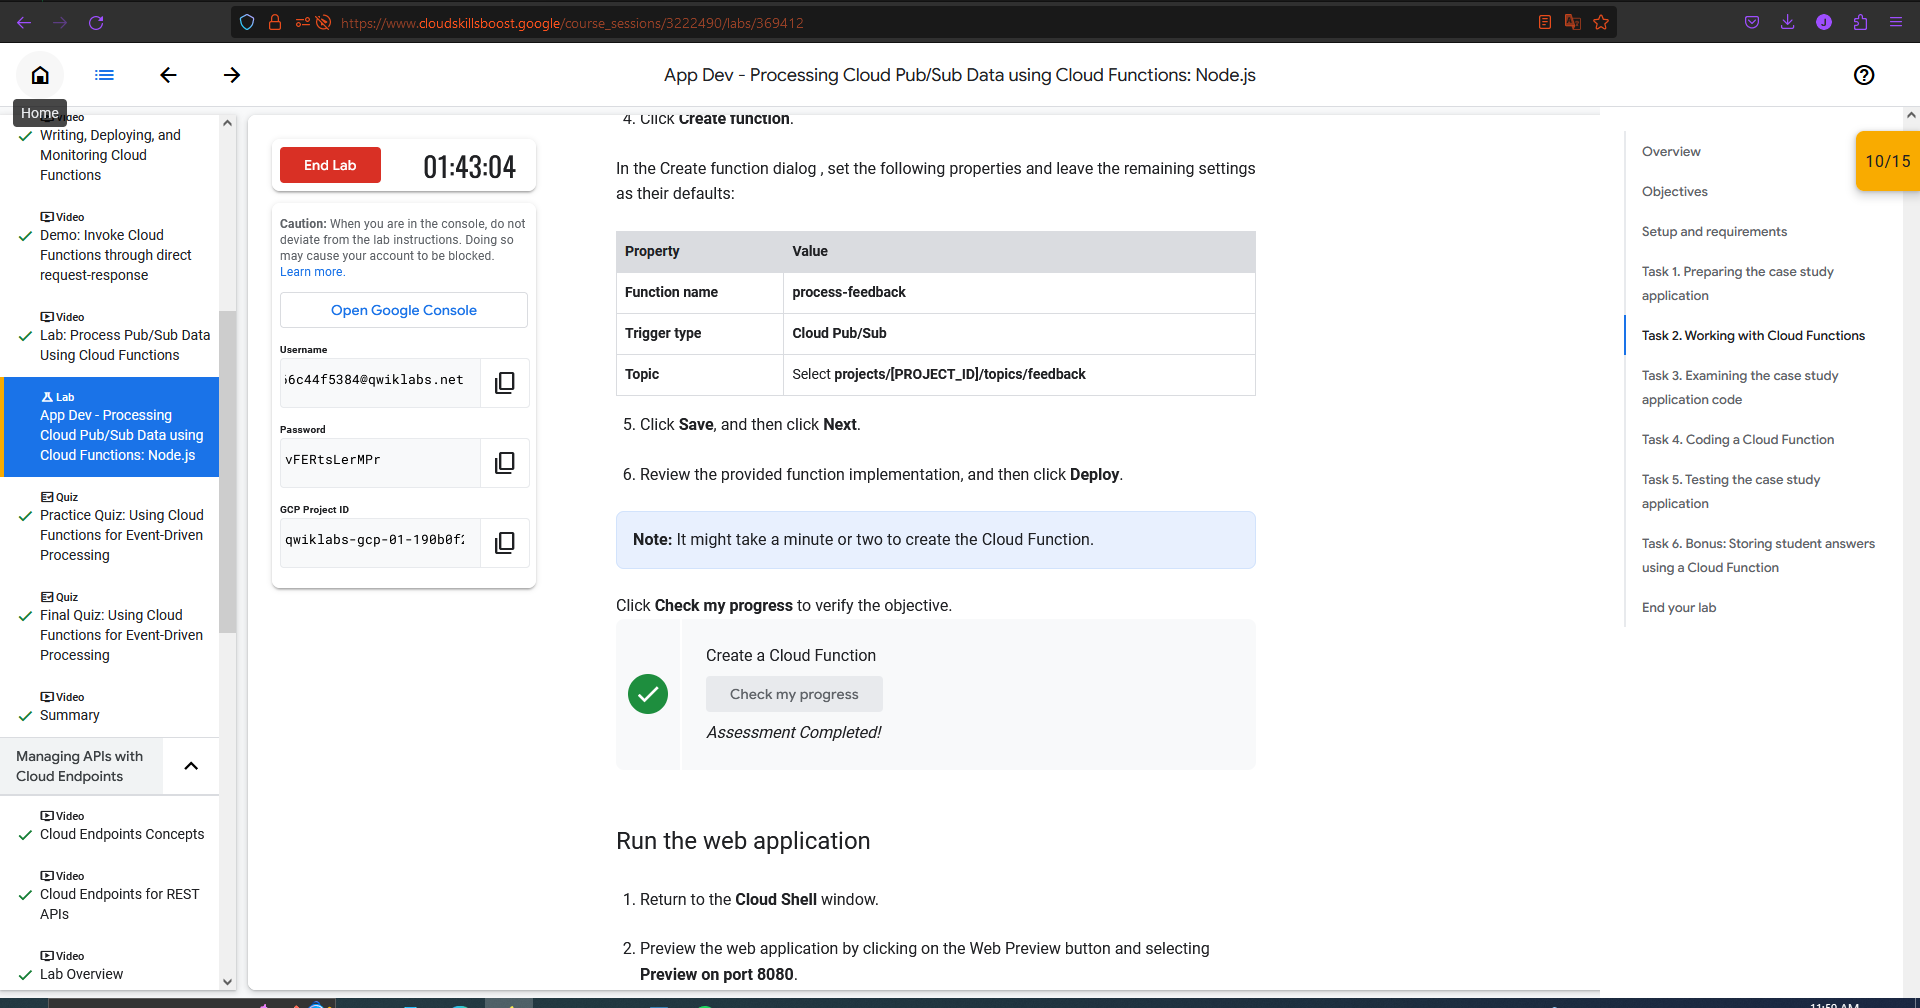 https://www.cloudskillsboost.google/course_sessions/3222490/labs/369412
J
App Dev - Processing Cloud Pub/Sub Data using Cloud Functions: Node.js
Home
Video
Writing, Deploying, and
Monitoring Cloud
Functions
Video
Demo: Invoke Cloud
Functions through direct
request-response
Video
Lab: Process Pub/Sub Data
Using Cloud Functions
Lab
App Dev - Processing
Cloud Pub/Sub Data using
Cloud Functions: Node.js
Quiz
Practice Quiz: Using Cloud
Functions for Event-Driven
Processing
Quiz
Final Quiz: Using Cloud
Functions for Event-Driven
Processing
Video
Summary
Managing APIs with
Cloud Endpoints
Video
Cloud Endpoints Concepts
Video
Cloud Endpoints for REST
APIs
Video
Lab Overview
End Lab
01:43:04
Caution: When you are in the console, do not
deviate from the lab instructions. Doing so
may cause your account to be blocked.
Learn more.
Open Google Console
Username
6c44f5384@qwiklabs.net
Password
vFERtsLerMPr
GCP Project ID
qwiklabs-gcp-01-190b0f2
4. Click Create function.
In the Create function dialog , set the following properties and leave the remaining settings
as their defaults:
Property Value
Function name process-feedback
Trigger type Cloud Pub/Sub
Topic Select projects/[PROJECT_ID]/topics/feedback
5. Click Save, and then click Next.
6. Review the provided function implementation, and then click Deploy.
Note: It might take a minute or two to create the Cloud Function.
Click Check my progress to verify the objective.
Create a Cloud Function
Check my progress
Assessment Completed!
Run the web application
1. Return to the Cloud Shell window.
2. Preview the web application by clicking on the Web Preview button and selecting
Preview on port 8080.
Overview
Objectives
Setup and requirements
Task 1. Preparing the case study
application
Task 2. Working with Cloud Functions
Task 3. Examining the case study
application code
Task 4. Coding a Cloud Function
Task 5. Testing the case study
application
Task 6. Bonus: Storing student answers
using a Cloud Function
End your lab
10/15